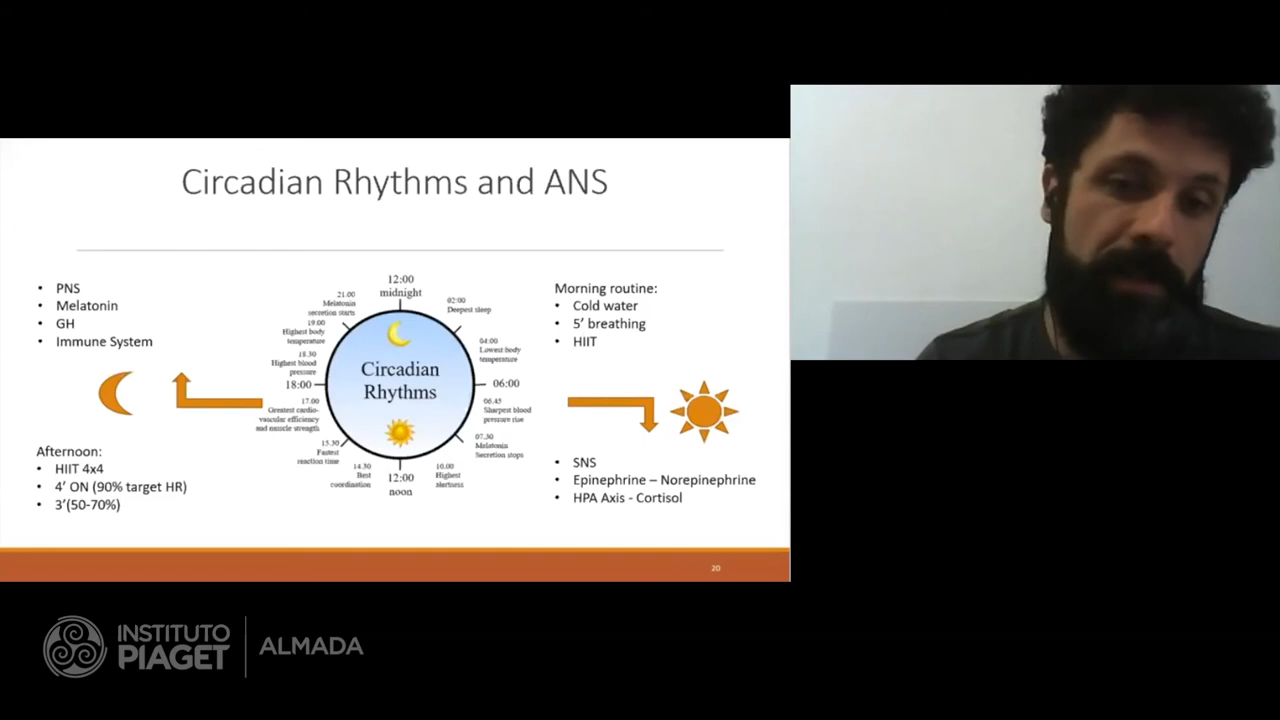 Circadian Rhythms and ANS
• PNS
• Melatonin
• GH
• Immune System
Afternoon:
• HIIT 4x4
• 4’ ON (90% target HR)
• 3’(50-70%)
12:00
midnight
02:00
Deepest sleep
04:00
Lowest body
temperature
06:00
06.45
Sharpest blood
pressure rise
07.30
Melatonin
Secretion stops
10.00
Highest
alertness
12:00
noon
14.30
Best
coordination
15.30
Fastest
reaction time
17.00
Greatest cardio-
vascular efficiency
and muscle strength
18:00
18.30
Highest blood
pressure
19.00
Highest body
temperature
21.00
Melatonin
secretion starts
Circadian
Rhythms
Morning routine:
• Cold water
• 5’ breathing
• HIIT
• SNS
• Epinephrine – Norepinephrine
• HPA Axis - Cortisol
20
INSTITUTO
PIAGET
ALMADA